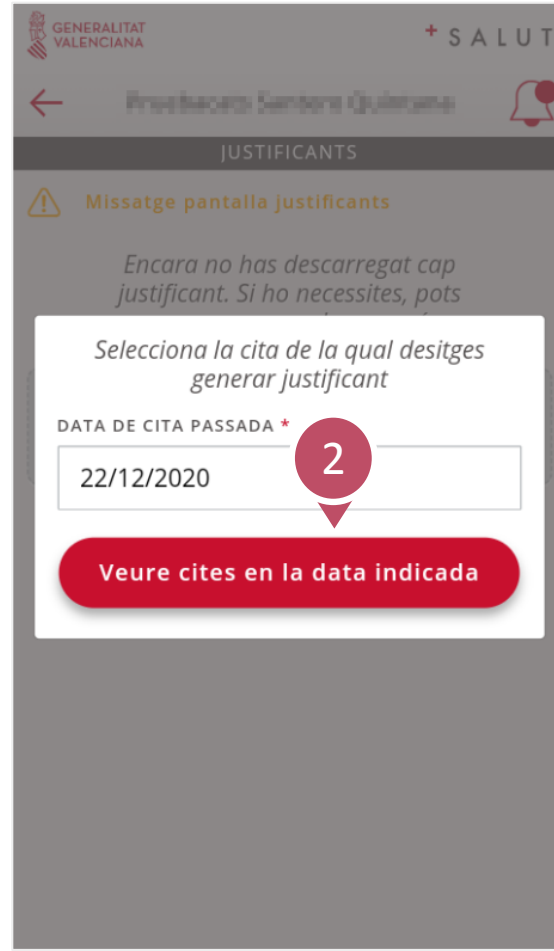 GENERALITAT
VALENCIANA
+ SALUT
JUSTIFICANTS
Missatge pantalla justificants
Encara no has descarregat cap
justificant. Si ho necessites, pots
Selecciona la cita de la qual desitges
generar justificant
DATA DE CITA PASSADA *
2
22/12/2020
Veure cites en la data indicada